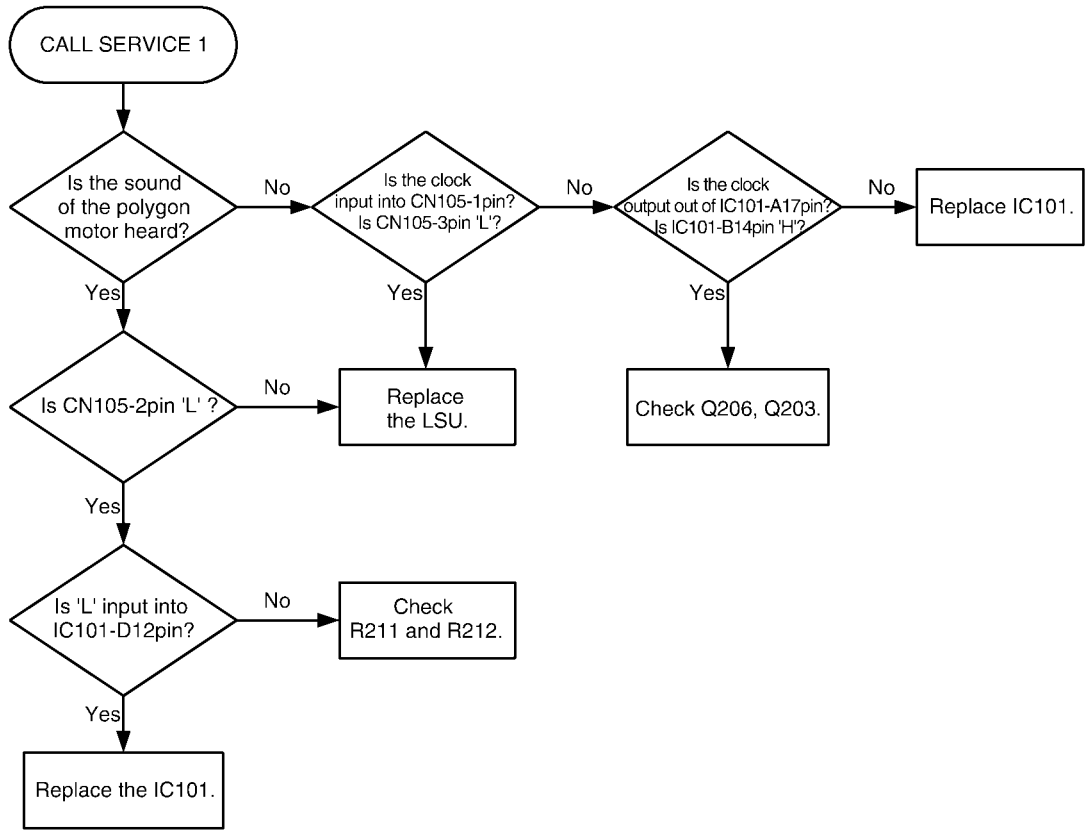 CALL SERVICE 1
Is the sound
of the polygon
motor heard?
No
Is the clock
input into CN105-1pin?
Is CN105-3pin 'L'?
No
Is the clock
output out of IC101-A17pin?
Is IC101-B14pin 'H'?
No
Replace IC101.
Yes
Yes
Yes
Is CN105-2pin 'L' ?
No
Replace
the LSU.
Check Q206, Q203.
Yes
Is 'L' input into
IC101-D12pin?
No
Check
R211 and R212.
Yes
Replace the IC101.